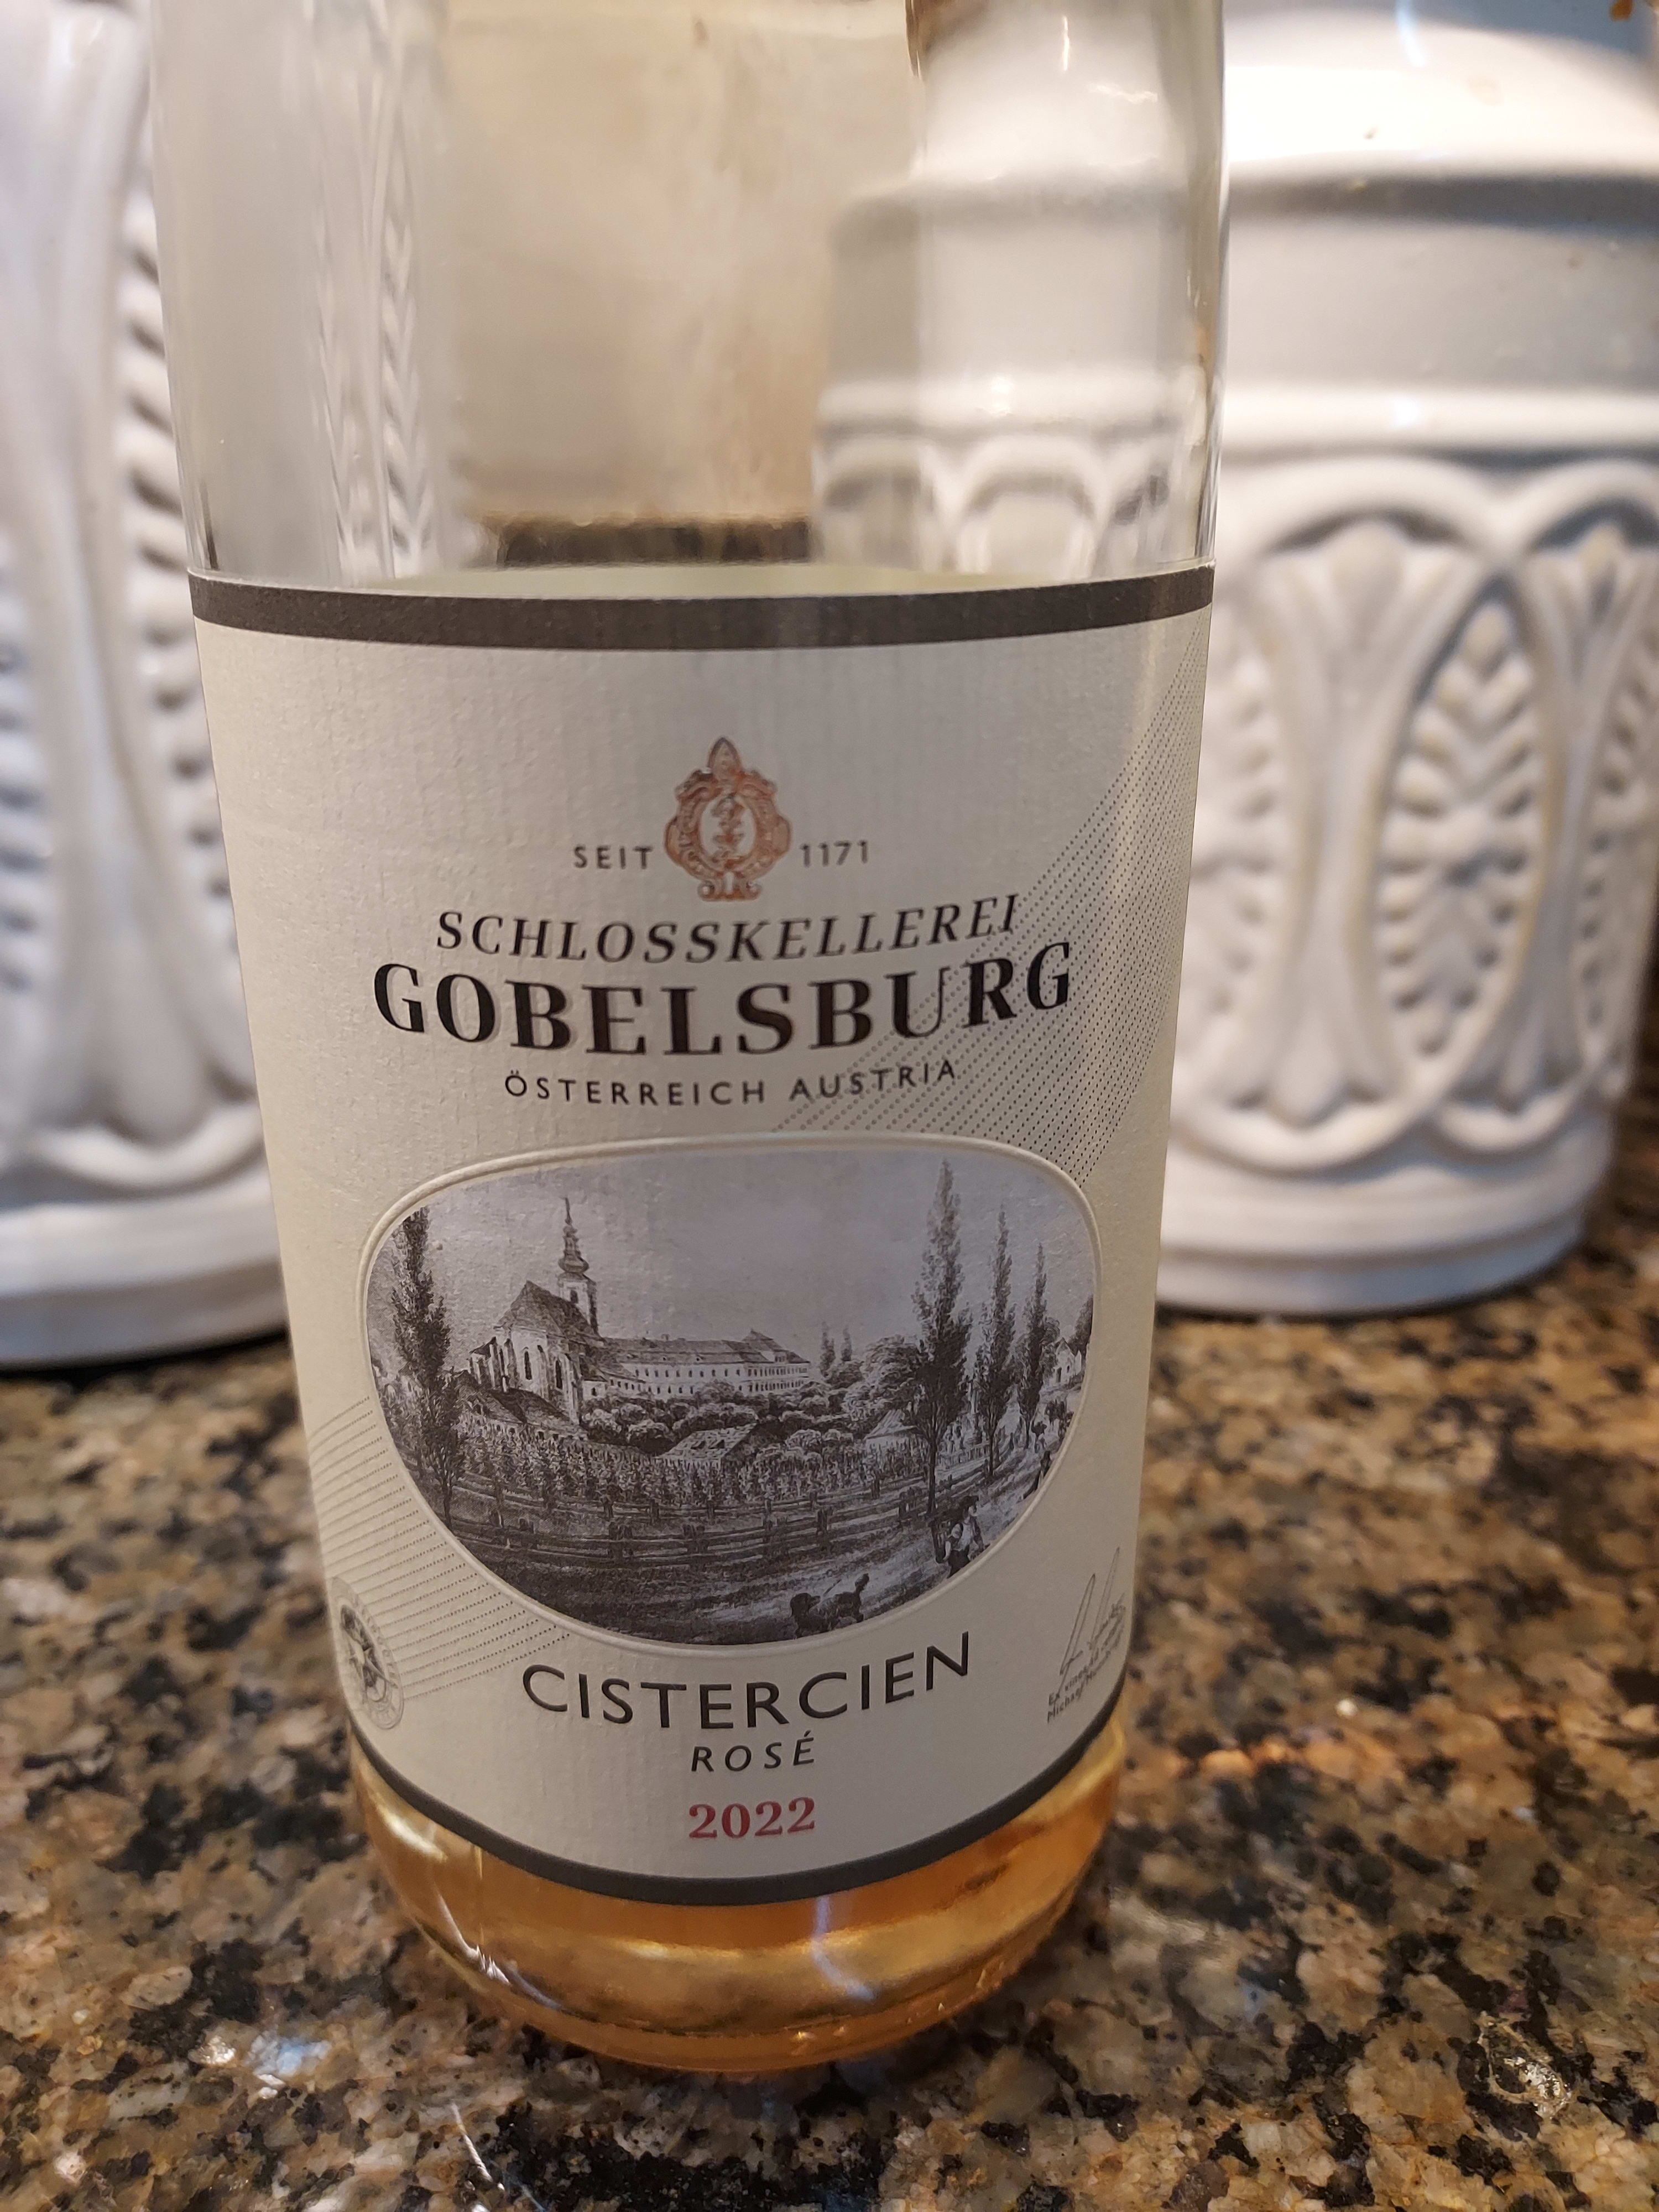 SEIT 1171
SCHLOSSKELLEREI
GOBELSBURG
ÖSTERREICH AUSTRIA
CISTERCIEN
ROSÉ
2022